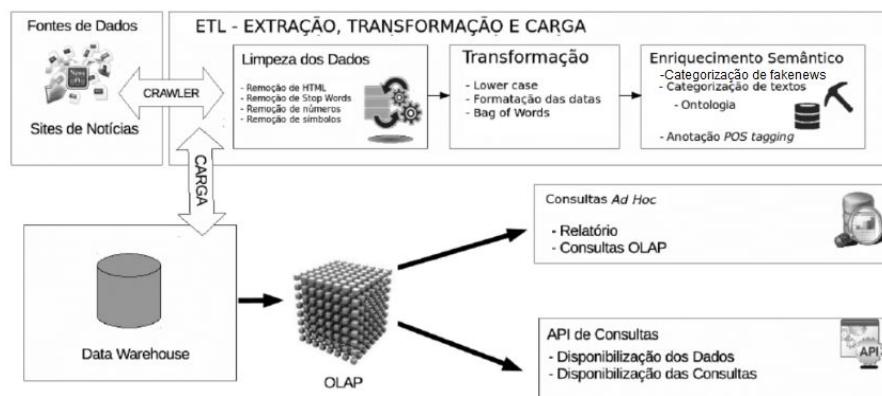 Fontes de Dados
Sites de Notícias
CRAWLER
ETL - EXTRAÇÃO, TRANSFORMAÇÃO E CARGA
Limpeza dos Dados
- Remoção de HTML
- Remoção de Stop Words
- Remoção de números
- Remoção de símbolos
Transformação
- Lower case
- Formatação das datas
- Bag of Words
Enriquecimento Semântico
-Categorização de fakenews
- Categorização de textos
- Ontologia
- Anotação POS tagging
CARGA
Data Warehouse
OLAP
Consultas Ad Hoc
- Relatório
- Consultas OLAP
API de Consultas
- Disponibilização dos Dados
- Disponibilização das Consultas
API